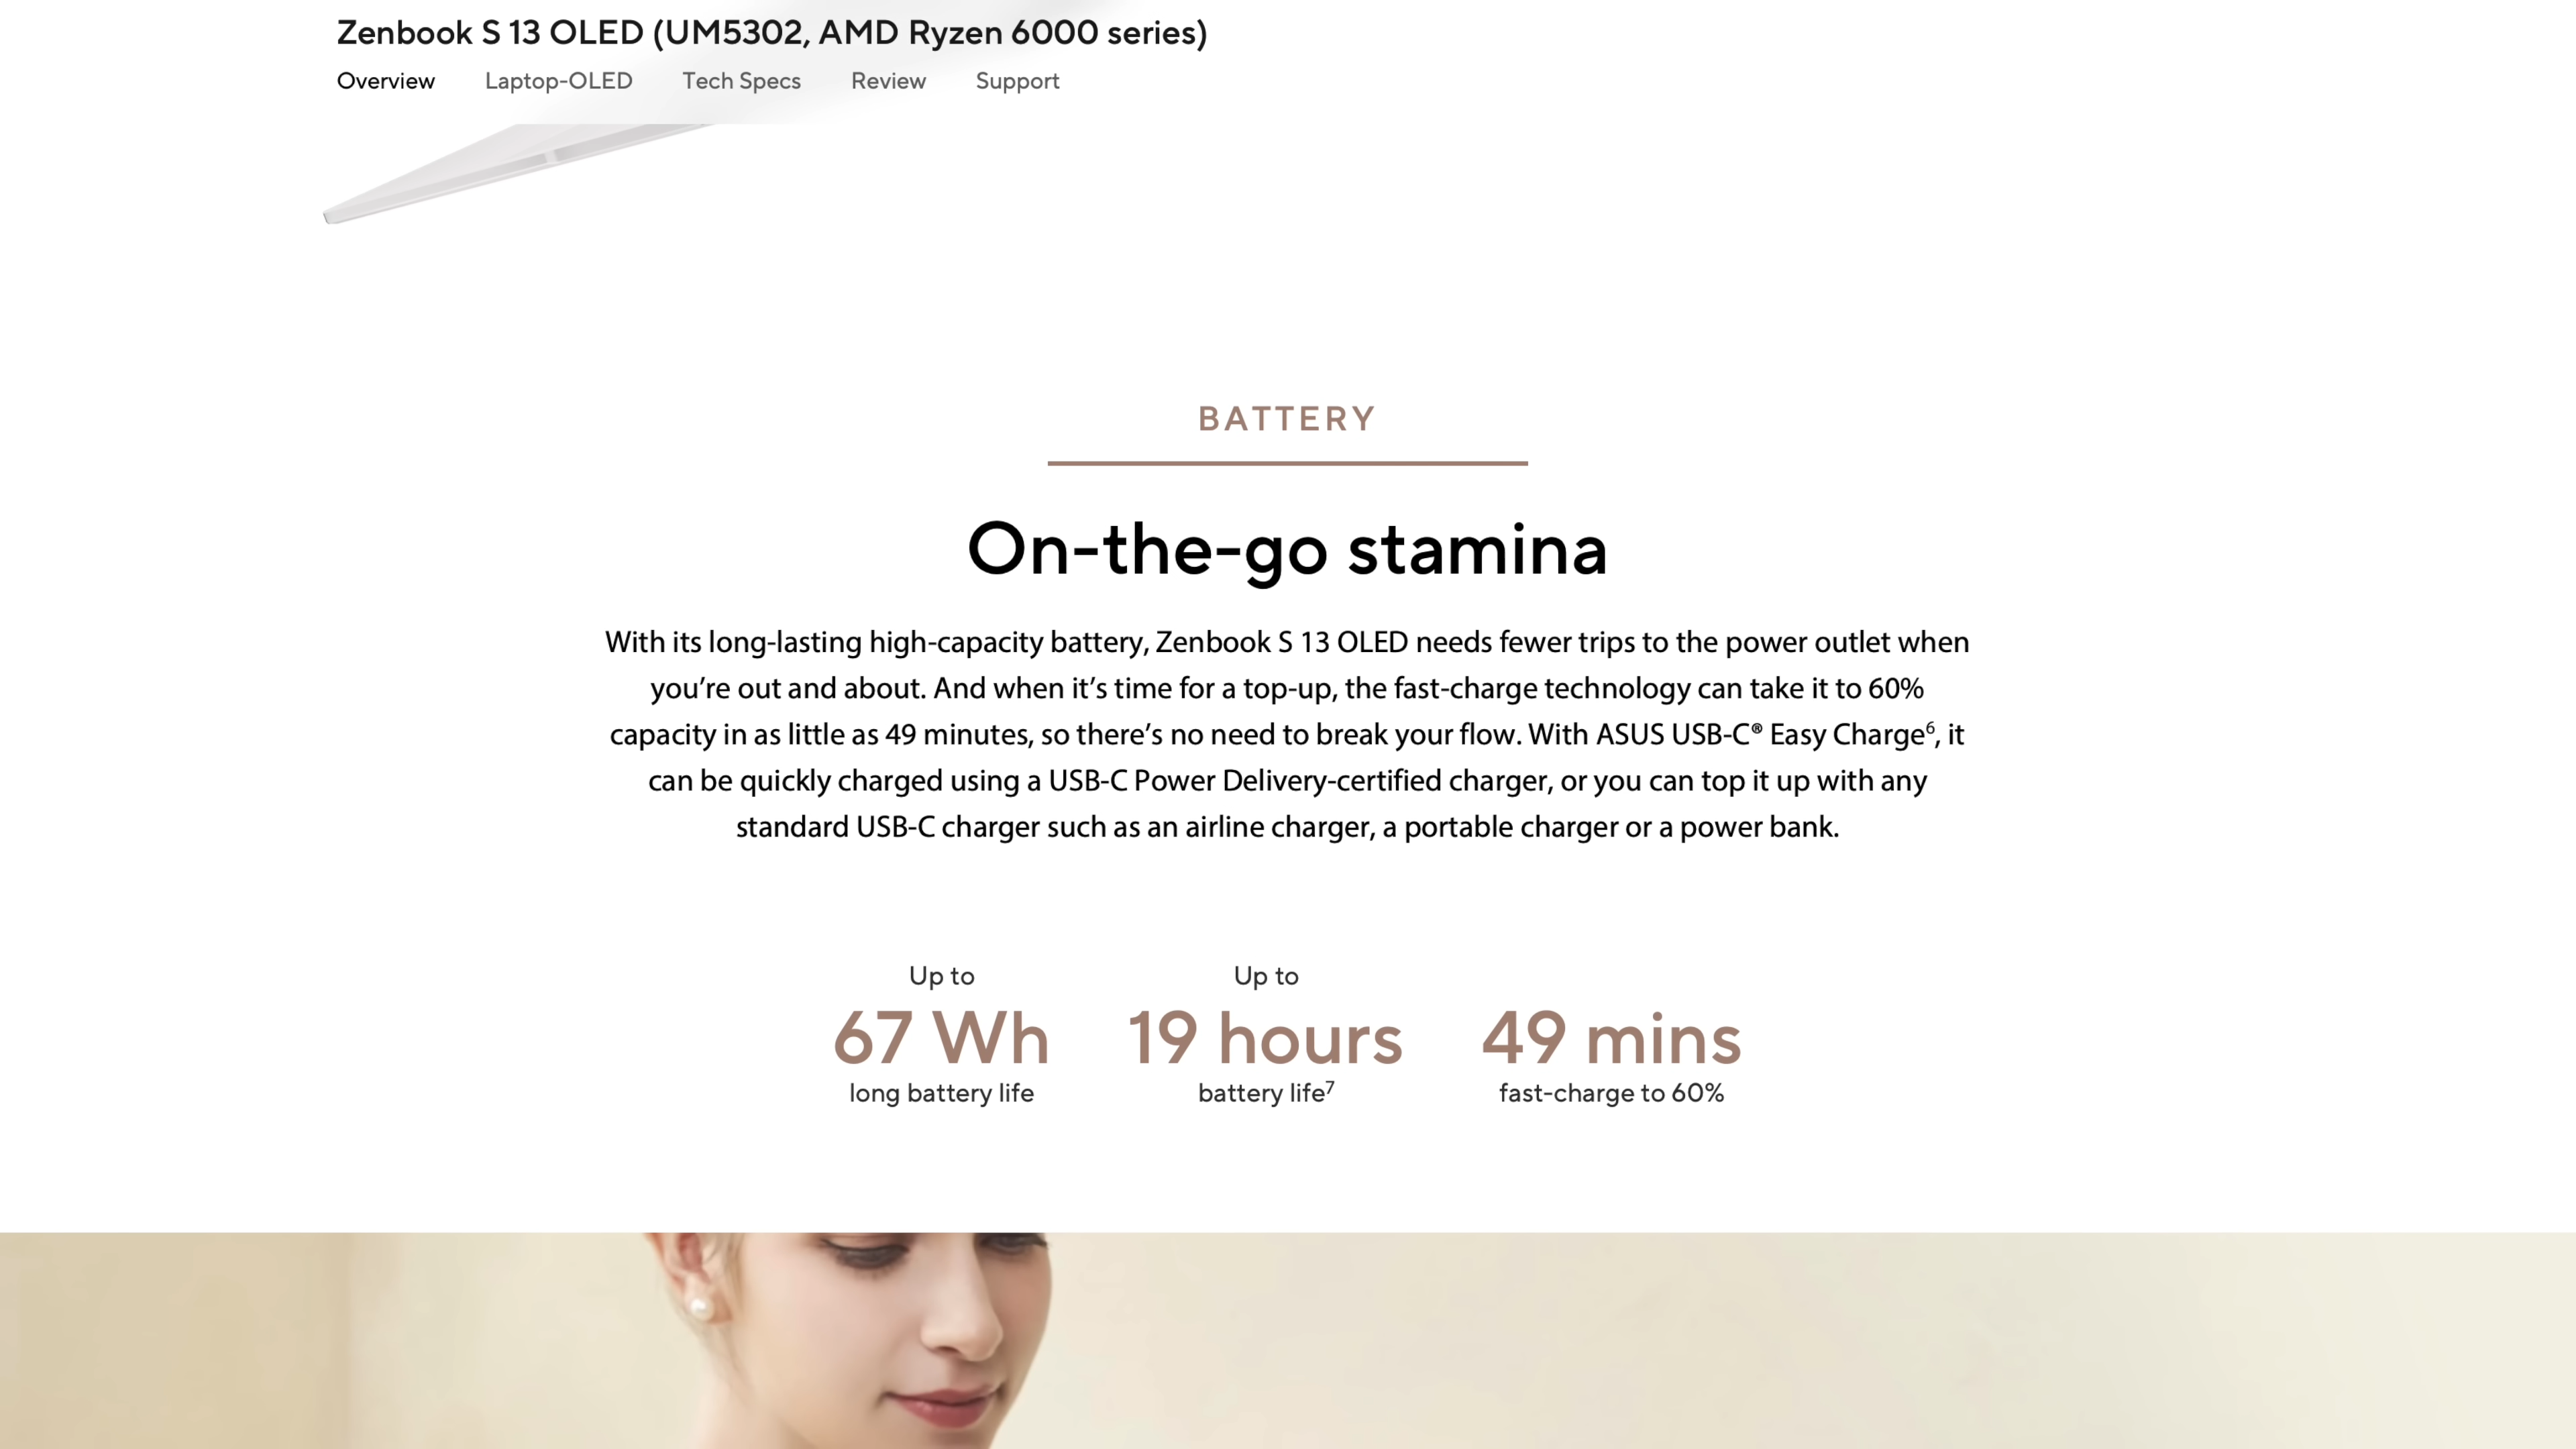 Zenbook S 13 OLED (UM5302, AMD Ryzen 6000 series)
Overview Laptop-OLED Tech Specs Review Support
BATTERY
On-the-go stamina
With its long-lasting high-capacity battery, Zenbook S 13 OLED needs fewer trips to the power outlet when
you’re out and about. And when it’s time for a top-up, the fast-charge technology can take it to 60%
capacity in as little as 49 minutes, so there’s no need to break your flow. With ASUS USB-C® Easy Charge⁶, it
can be quickly charged using a USB-C Power Delivery-certified charger, or you can top it up with any
standard USB-C charger such as an airline charger, a portable charger or a power bank.
Up to
67 Wh
long battery life
Up to
19 hours
battery life⁷
49 mins
fast-charge to 60%